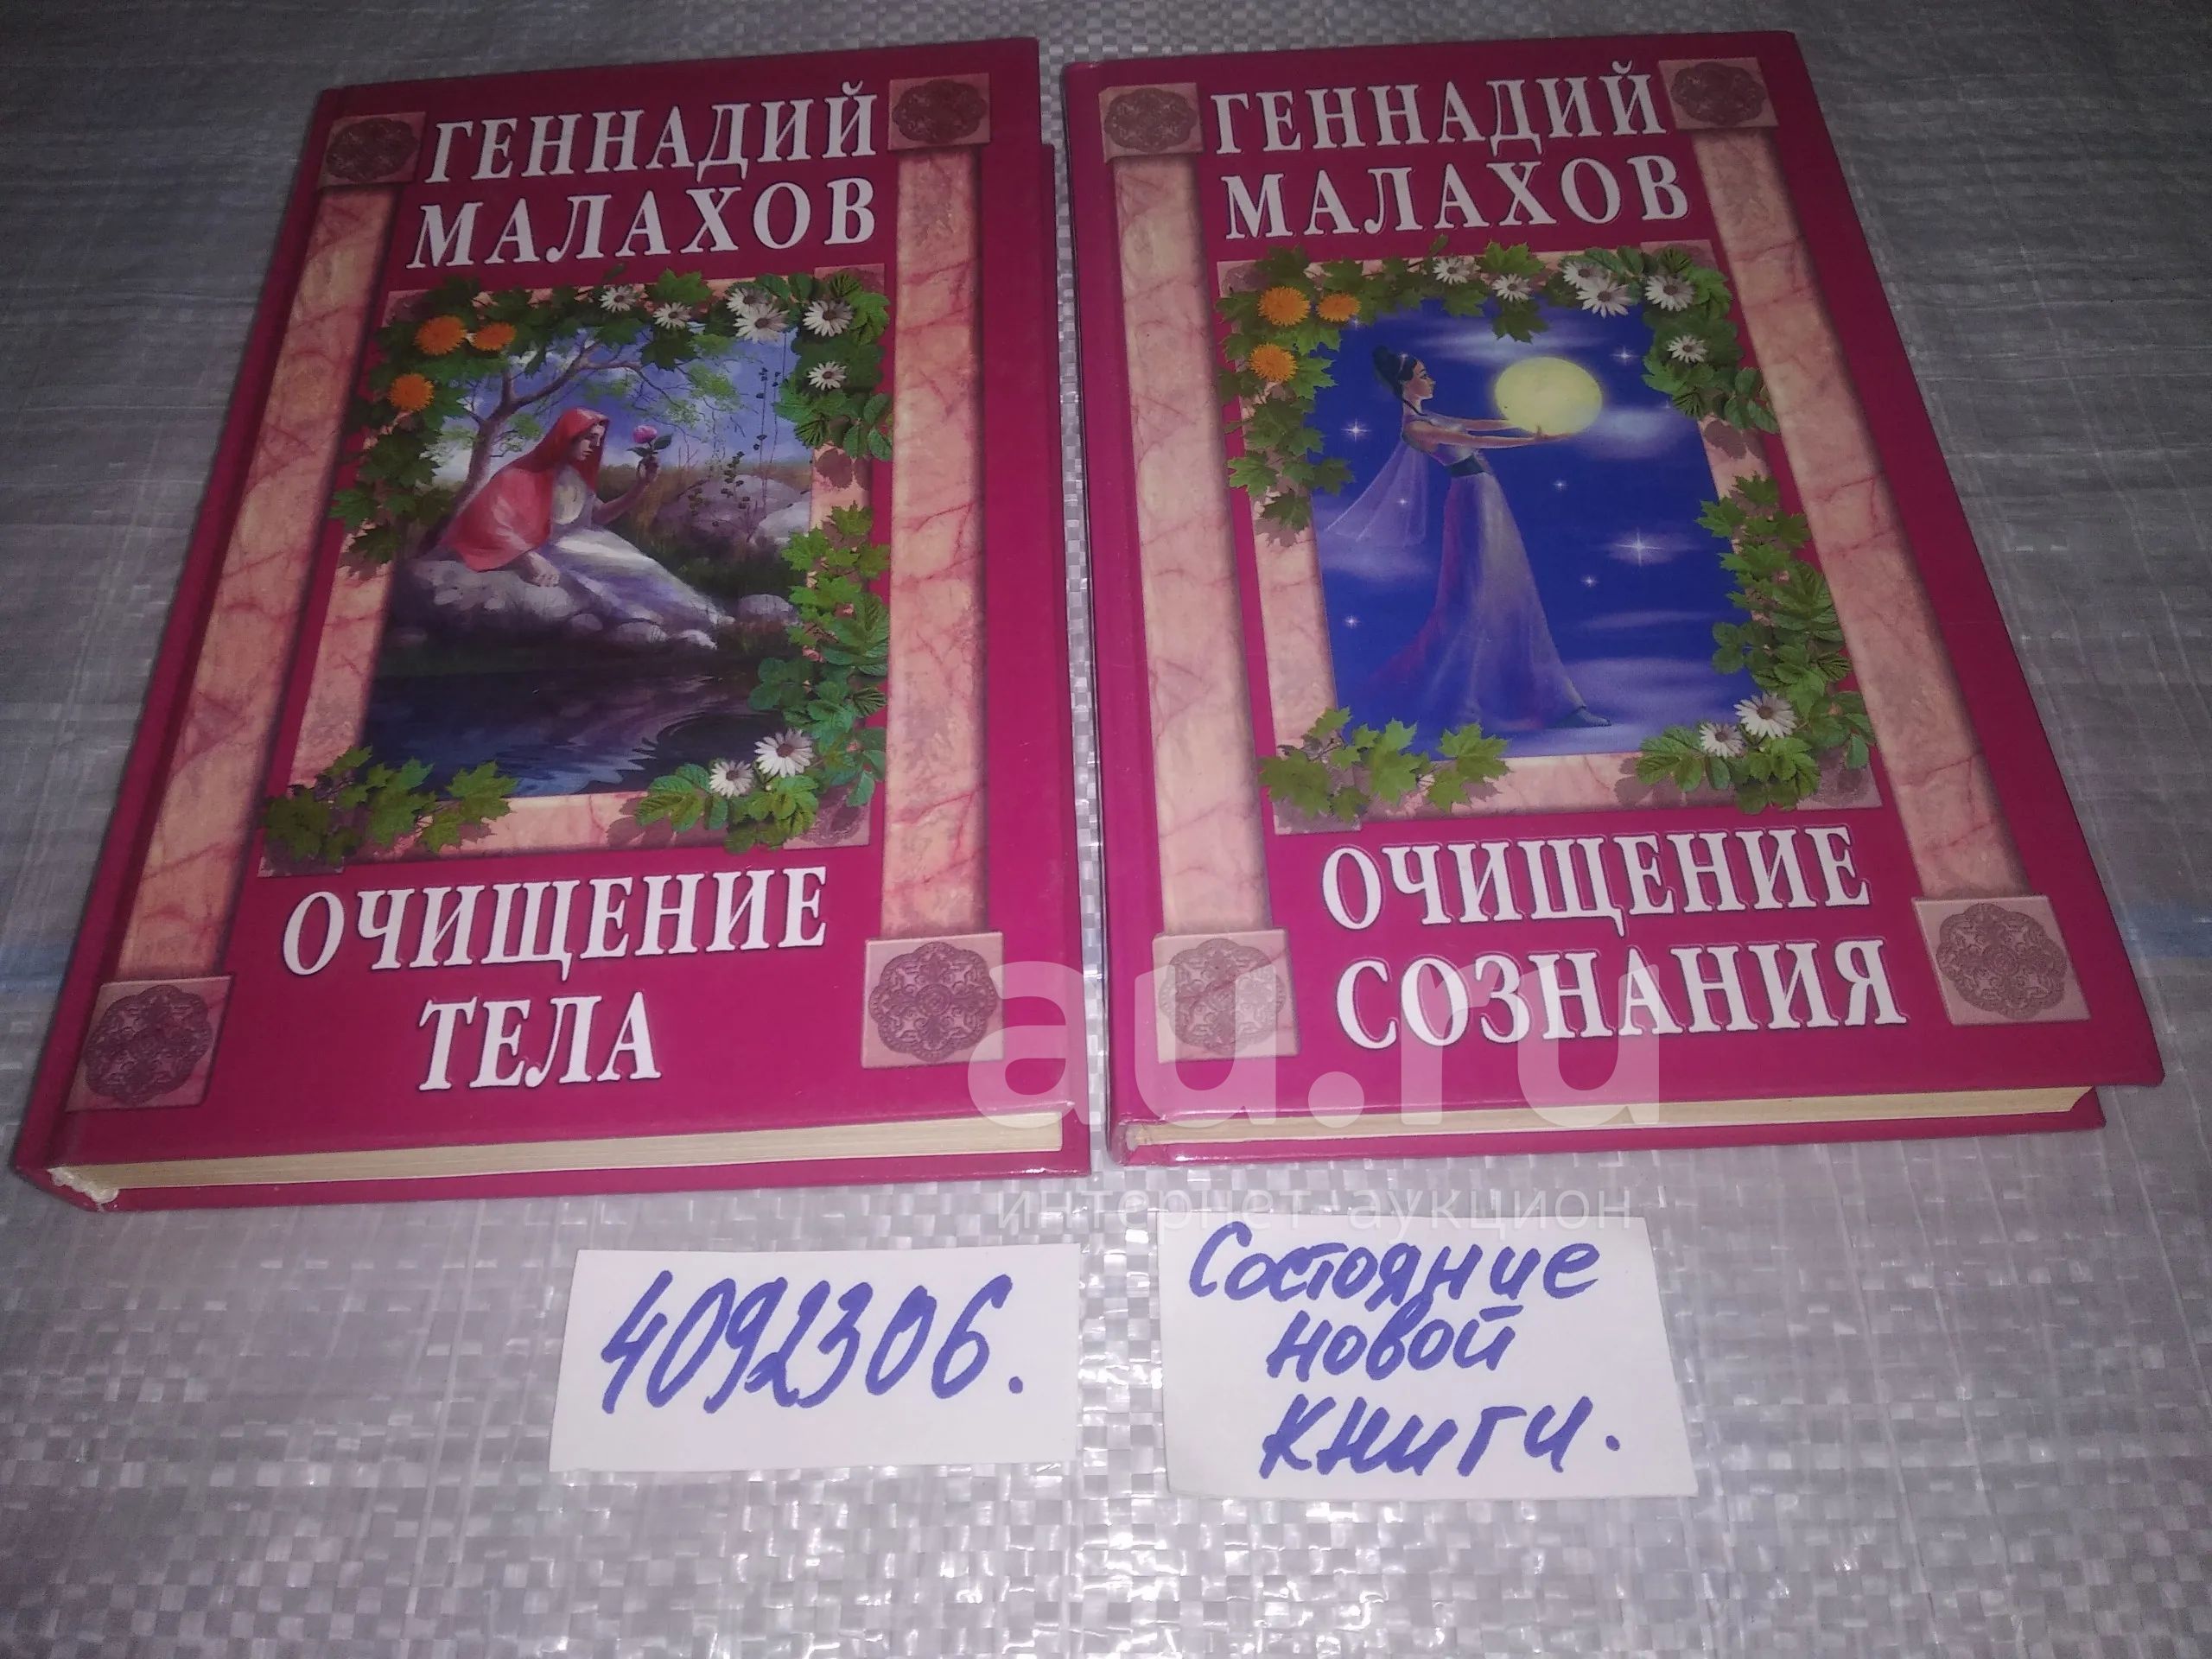 ГЕННАДИЙ
МАЛАХОВ
ОЧИЩЕНИЕ
ТЕЛА
ГЕННАДИЙ
МАЛАХОВ
ОЧИЩЕНИЕ
СОЗНАНИЯ
au.ru
интернет-аукцион
4092306.
Состояние
новой
книги.